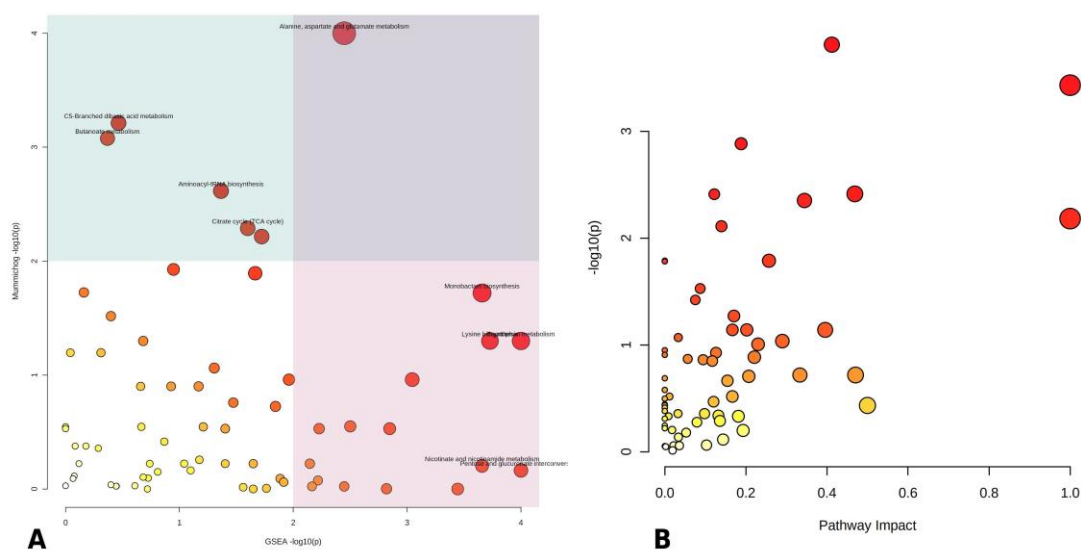 Alanine, aspartate and glutamate metabolism
C5-Branched dibasic acid metabolism
Butanoate metabolism
Aminoacyl-tRNA biosynthesis
Citrate cycle (TCA cycle)
Monobactam biosynthesis
Lysine metabolism
Nicotinate and nicotinamide metabolism
Pentose and glucuronate interconver
Mummichog -log10(p)
4
3
2
1
0
0
1
2
3
4
GSEA -log10(p)
A
-log10(p)
3
2
1
0
0.0
0.2
0.4
0.6
0.8
1.0
Pathway Impact
B